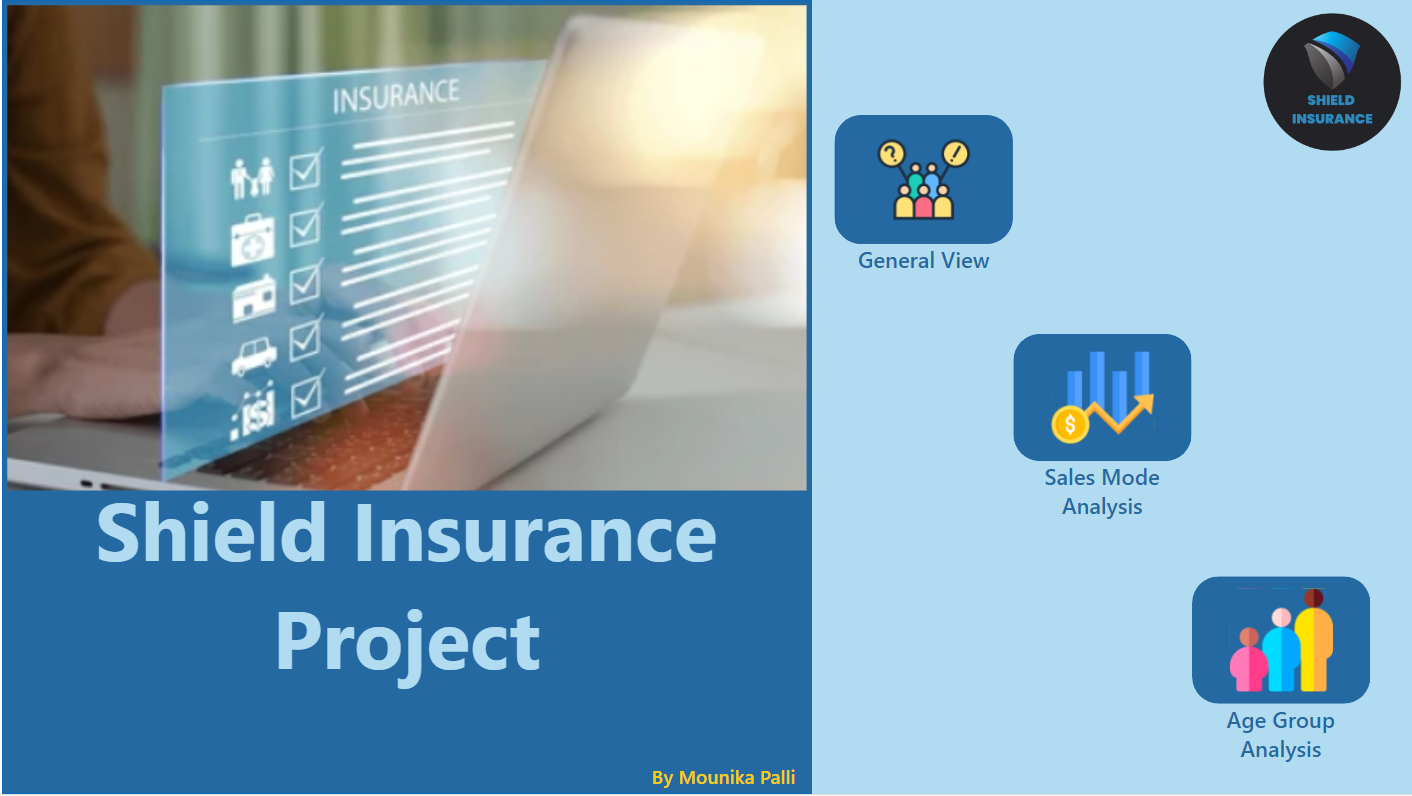 INSURANCE
Shield Insurance
Project
By Mounika Palli
SHIELD
INSURANCE
General View
Sales Mode
Analysis
Age Group
Analysis